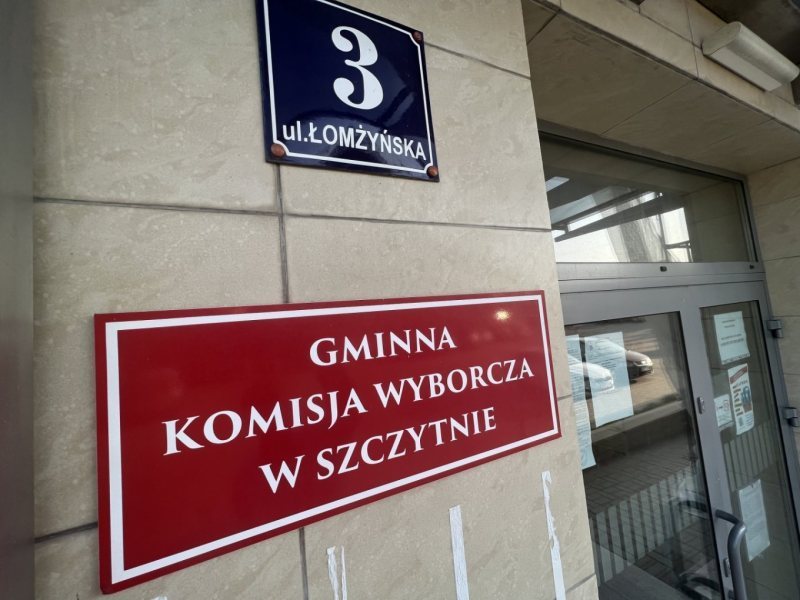 3
ul.ŁOMŻYŃSKA
GMINNA
KOMISJA WYBORCZA
W SZCZYTNIE